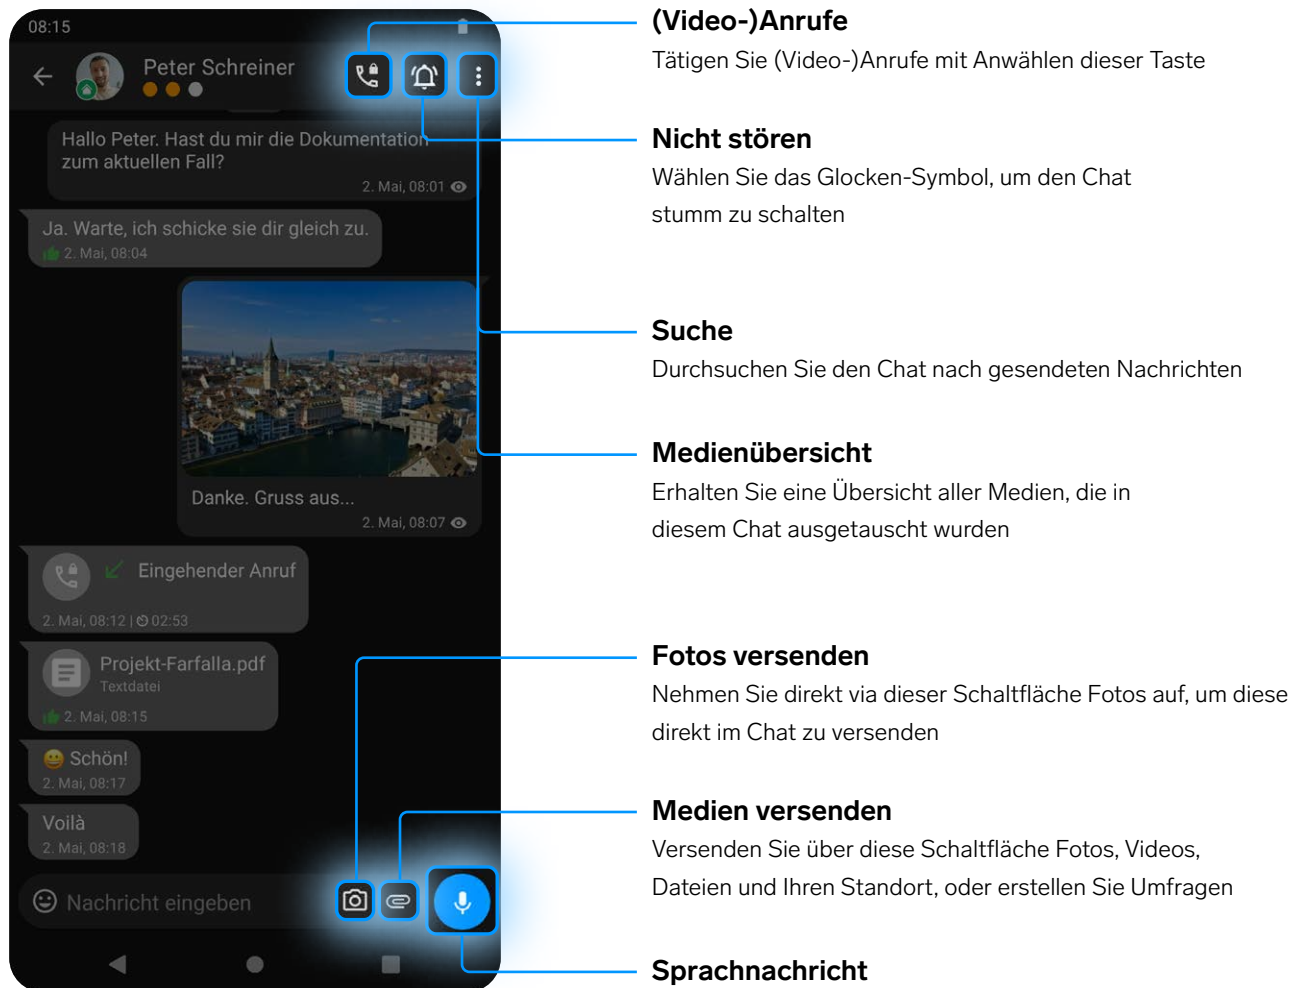 08:15
Peter Schreiner
Hallo Peter. Hast du mir die Dokumentation
zum aktuellen Fall?
2. Mai, 08:01
Ja. Warte, ich schicke sie dir gleich zu.
2. Mai, 08:04
Danke. Gruss aus...
2. Mai, 08:07
Eingehender Anruf
2. Mai, 08:12 | 02:53
Projekt-Farfalla.pdf
Textdatei
2. Mai, 08:15
Schön!
2. Mai, 08:17
Voilà
2. Mai, 08:18
Nachricht eingeben
(Video-)Anrufe
Tätigen Sie (Video-)Anrufe mit Anwählen dieser Taste
Nicht stören
Wählen Sie das Glocken-Symbol, um den Chat
stumm zu schalten
Suche
Durchsuchen Sie den Chat nach gesendeten Nachrichten
Medienübersicht
Erhalten Sie eine Übersicht aller Medien, die in
diesem Chat ausgetauscht wurden
Fotos versenden
Nehmen Sie direkt via dieser Schaltfläche Fotos auf, um diese
direkt im Chat zu versenden
Medien versenden
Versenden Sie über diese Schaltfläche Fotos, Videos,
Dateien und Ihren Standort, oder erstellen Sie Umfragen
Sprachnachricht